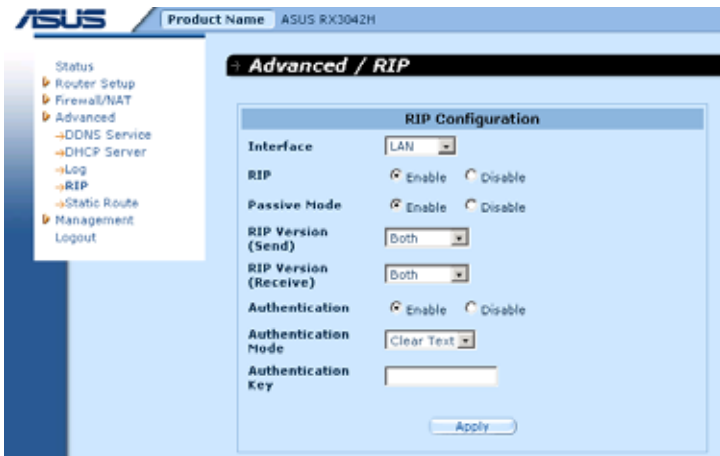 ASUS
Product Name ASUS RX3042H
Status
Router Setup
Firewall/NAT
Advanced
DDNS Service
DHCP Server
Log
RIP
Static Route
Management
Logout
Advanced / RIP
RIP Configuration
Interface LAN
RIP Enable Disable
Passive Mode Enable Disable
RIP Version
(Send) Both
RIP Version
(Receive) Both
Authentication Enable Disable
Authentication
Mode Clear Text
Authentication
Key
Apply